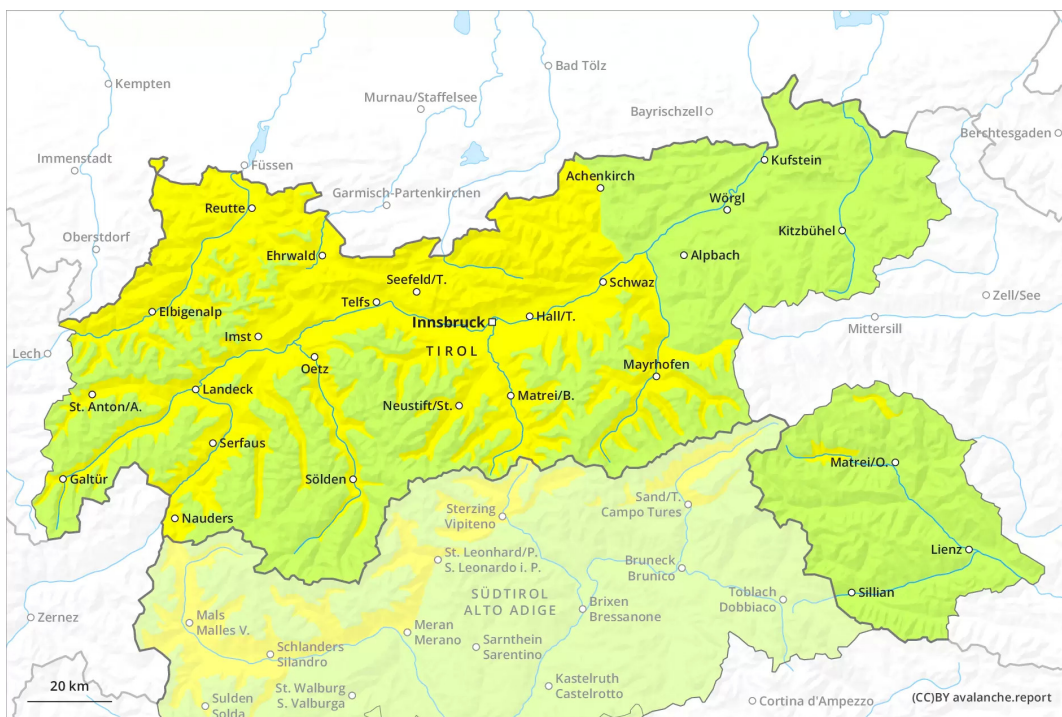 Kempten
Bad Tölz
Murnau/Staffelsee
Bayrischzell
Berchtesgaden
Immenstadt
Füssen
Kufstein
Achenkirch
Garmisch-Partenkirchen
Reutte
Wörgl
Oberstdorf
Kitzbühel
Ehrwald
Alpbach
Seefeld/T.
Schwaz
Zell/See
Telfs
Elbigenalp
Hall/T.
Innsbruck
Mittersill
Imst
TIROL
Lech
Oetz
Mayrhofen
Landeck
St. Anton/A.
Matrei/B.
Neustift/St.
Serfaus
Matrei/O.
Galtür
Sölden
Sand/T.
Campo Tures
Sterzing
Vipiteno
Nauders
Lienz
St. Leonhard/P.
S. Leonardo i. P.
Bruneck
Brunico
SÜDTIROL
ALTO ADIGE
Sillian
Toblach
Dobbiaco
Brixen
Bressanone
Zernez
Mals
Malles V.
Meran
Merano
Sarnthein
Sarentino
Schlanders
Silandro
Kastelruth
Castelrotto
20 km
St. Walburg
S. Valburga
Sulden
Solda
Cortina d'Ampezzo
(CC)BY avalanche.report